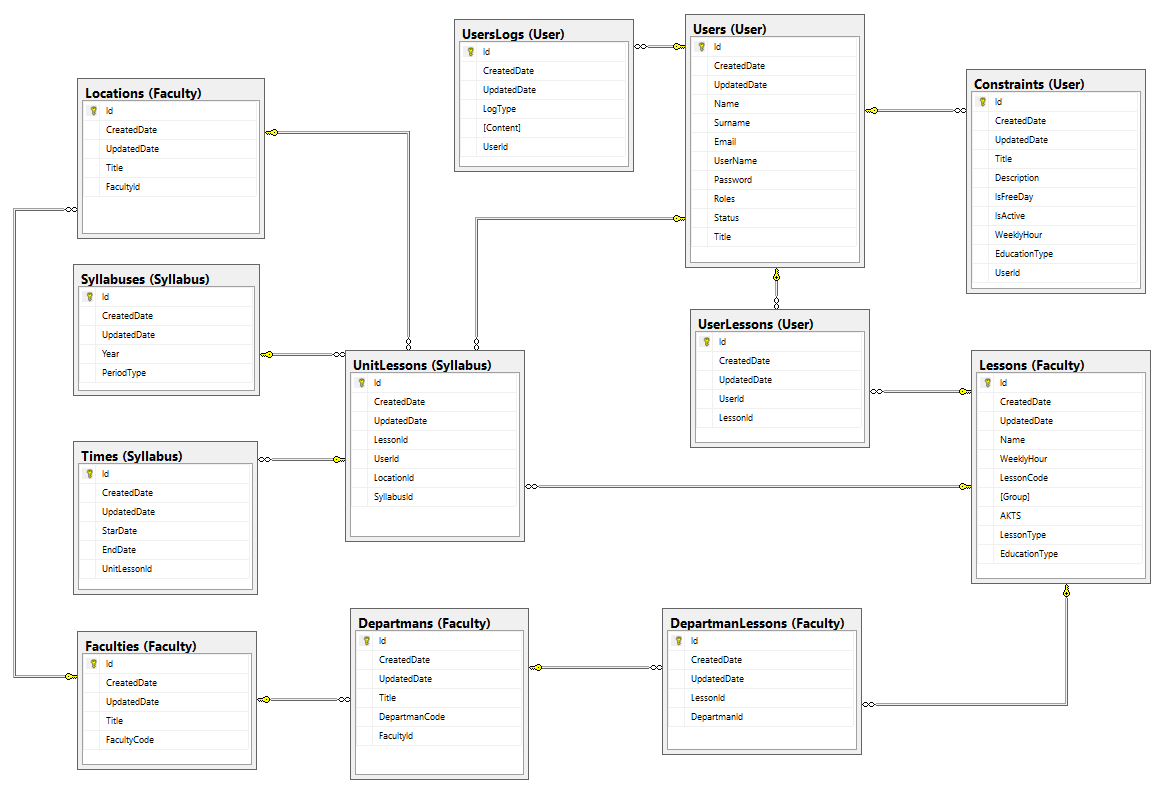 UsersLogs (User)
Id
CreatedDate
UpdatedDate
LogType
[Content]
UserId
Users (User)
Id
CreatedDate
UpdatedDate
Name
Surname
Email
UserName
Password
Roles
Status
Title
Constraints (User)
Id
CreatedDate
UpdatedDate
Title
Description
IsFreeDay
IsActive
WeeklyHour
EducationType
UserId
Locations (Faculty)
Id
CreatedDate
UpdatedDate
Title
FacultyId
Syllabuses (Syllabus)
Id
CreatedDate
UpdatedDate
Year
PeriodType
UnitLessons (Syllabus)
Id
CreatedDate
UpdatedDate
LessonId
UserId
LocationId
SyllabusId
UserLessons (User)
Id
CreatedDate
UpdatedDate
UserId
LessonId
Lessons (Faculty)
Id
CreatedDate
UpdatedDate
Name
WeeklyHour
LessonCode
[Group]
AKTS
LessonType
EducationType
Times (Syllabus)
Id
CreatedDate
UpdatedDate
StarDate
EndDate
UnitLessonId
Faculties (Faculty)
Id
CreatedDate
UpdatedDate
Title
FacultyCode
Departmans (Faculty)
Id
CreatedDate
UpdatedDate
Title
DepartmanCode
FacultyId
DepartmanLessons (Faculty)
Id
CreatedDate
UpdatedDate
LessonId
DepartmanId